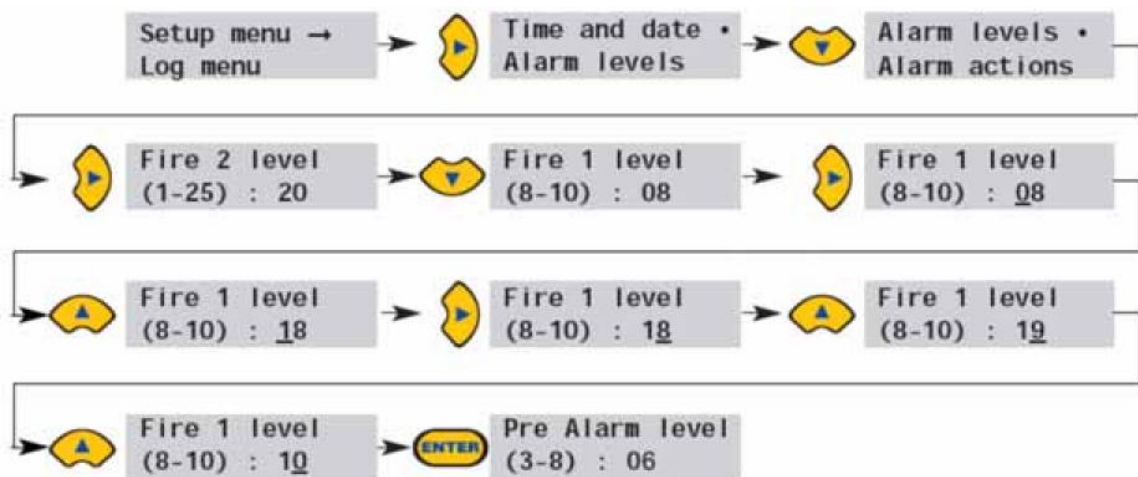 Setup menu →
Log menu
Time and date •
Alarm levels
Alarm levels •
Alarm actions
Fire 2 level
(1-25) : 20
Fire 1 level
(8-10) : 08
Fire 1 level
(8-10) : 08
Fire 1 level
(8-10) : 18
Fire 1 level
(8-10) : 18
Fire 1 level
(8-10) : 19
Fire 1 level
(8-10) : 10
ENTER
Pre Alarm level
(3-8) : 06